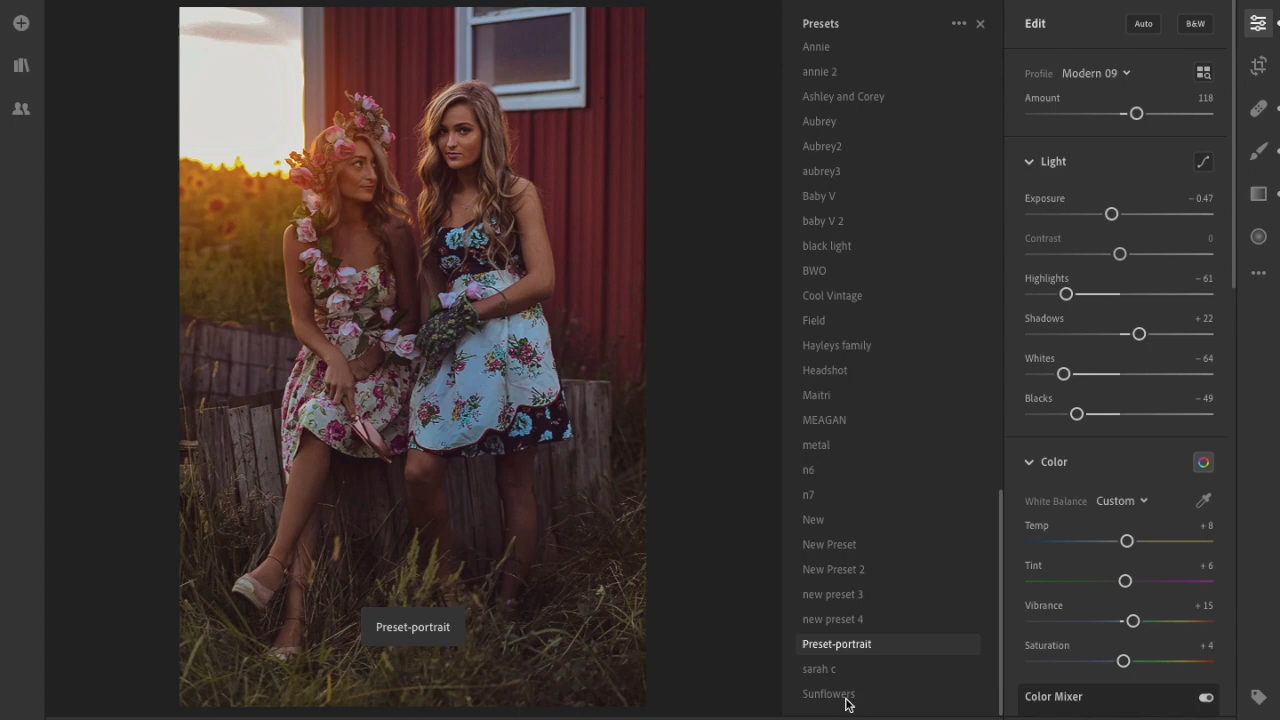 Presets
Annie
annie 2
Ashley and Corey
Aubrey
Aubrey2
aubrey3
Baby V
baby V 2
black light
BWO
Cool Vintage
Field
Hayleys family
Headshot
Maitri
MEAGAN
metal
n6
n7
New
New Preset
New Preset 2
new preset 3
new preset 4
Preset-portrait
sarah c
Sunflowers
Preset-portrait
Edit Auto B&W
Profile Modern 09
Amount 118
Light
Exposure - 0.47
Contrast 0
Highlights - 61
Shadows + 22
Whites - 64
Blacks - 49
Color
White Balance Custom
Temp + 8
Tint + 6
Vibrance + 15
Saturation + 4
Color Mixer